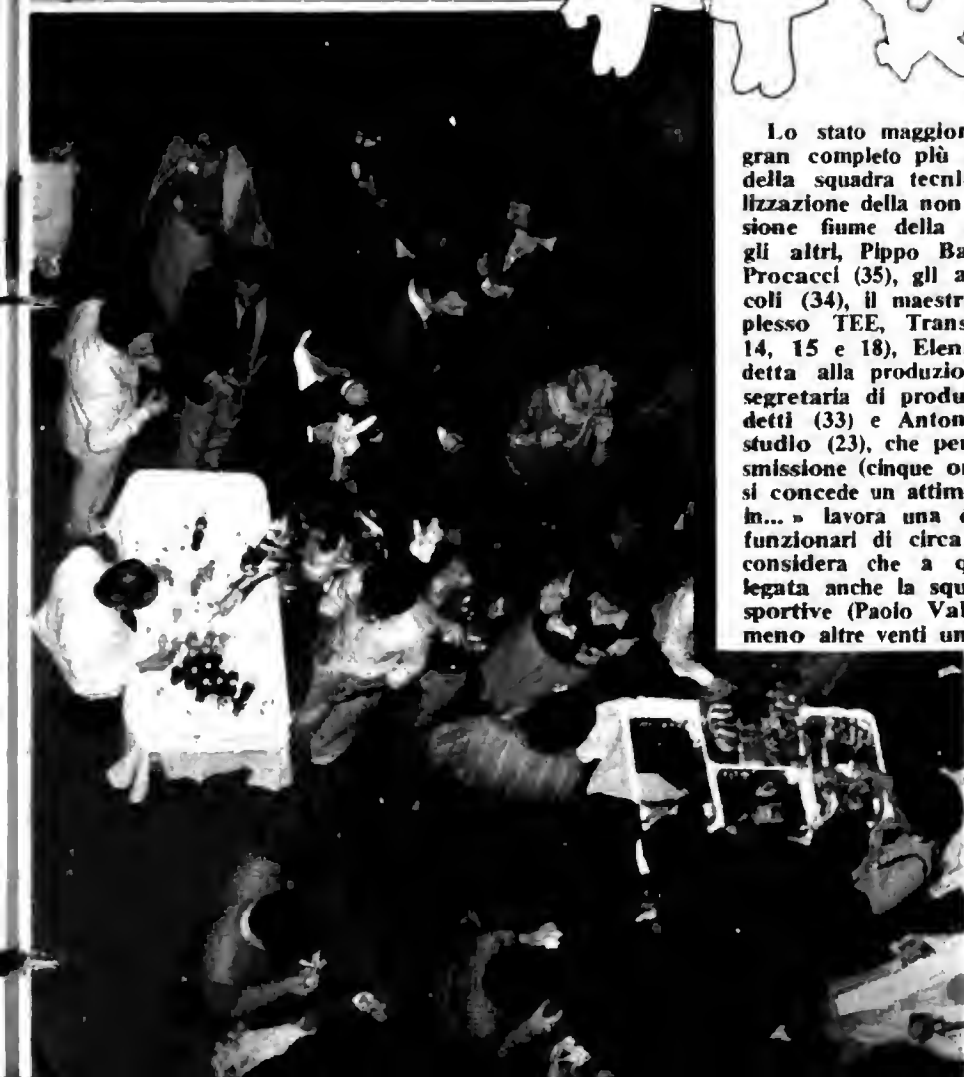 Lo stato maggior
gran completo più
della squadra tecni
lizzazione della non
sione fiume della
gli altri, Pippo Ba
Procacci (35), gli a
coli (34), il maestr
plesso TEE, Trans
14, 15 e 18), Elen
detta alla produzio
segretaria di produ
detti (33) e Anton
studio (23), che per
smissione (cinque or
si concede un attim
in... » lavora una
funzionari di circa
considera che a q
legata anche la squ
sportive (Paolo Val
meno altre venti un